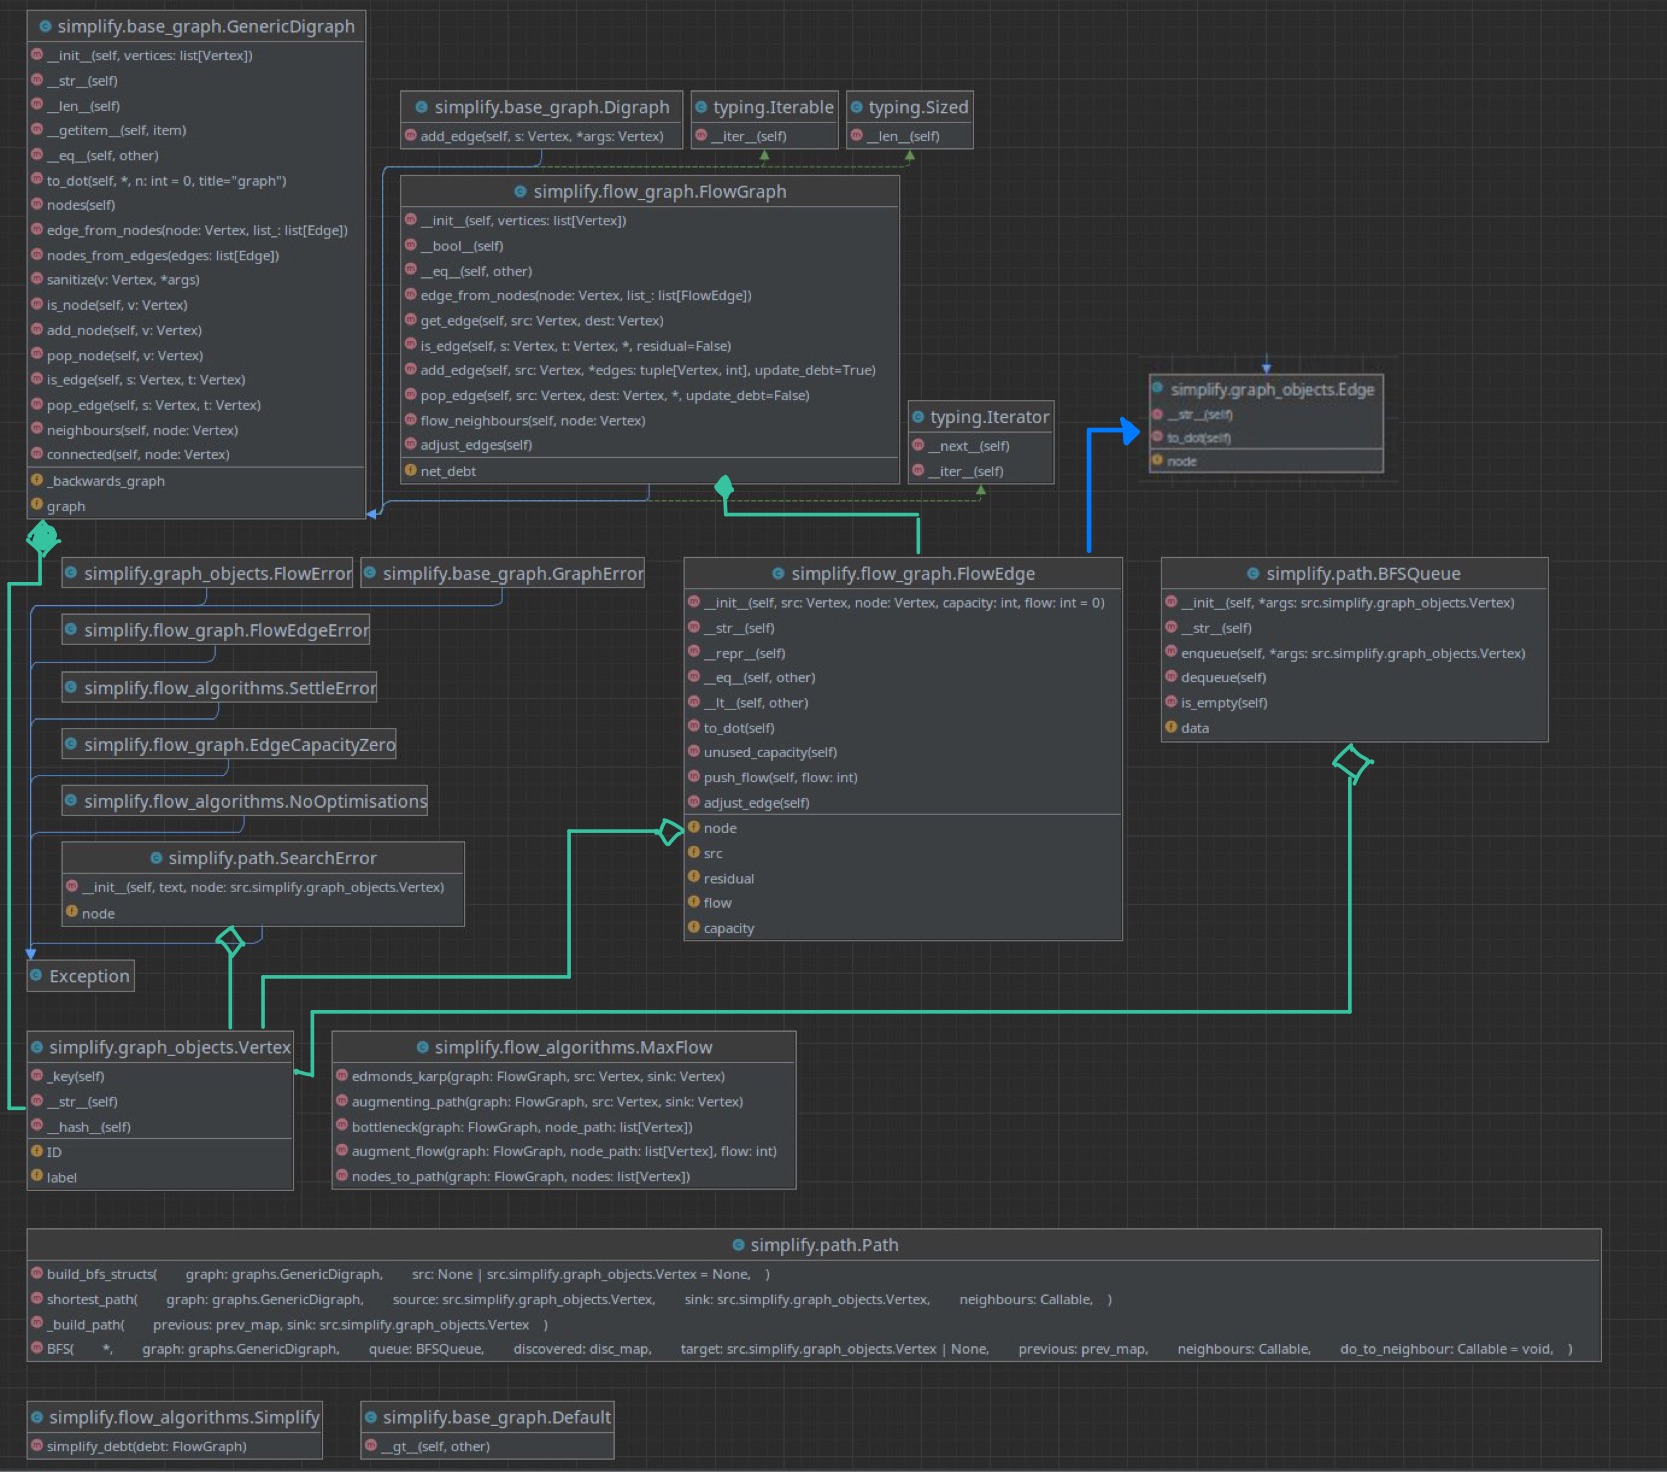 simplify.base_graph.GenericDigraph
__init__(self, vertices: list[Vertex])
__str__(self)
__len__(self)
__getitem__(self, item)
__eq__(self, other)
to_dot(self, *, n: int = 0, title="graph")
nodes(self)
edge_from_nodes(node: Vertex, list_: list[Edge])
nodes_from_edges(edges: list[Edge])
sanitize(v: Vertex, *args)
is_node(self, v: Vertex)
add_node(self, v: Vertex)
pop_node(self, v: Vertex)
is_edge(self, s: Vertex, t: Vertex)
pop_edge(self, s: Vertex, t: Vertex)
neighbours(self, node: Vertex)
connected(self, node: Vertex)
_backwards_graph
graph
simplify.base_graph.Digraph
add_edge(self, s: Vertex, *args: Vertex)
typing.Iterable
__iter__(self)
typing.Sized
__len__(self)
simplify.flow_graph.FlowGraph
__init__(self, vertices: list[Vertex])
__bool__(self)
__eq__(self, other)
edge_from_nodes(node: Vertex, list_: list[FlowEdge])
get_edge(self, src: Vertex, dest: Vertex)
is_edge(self, s: Vertex, t: Vertex, *, residual=False)
add_edge(self, src: Vertex, *edges: tuple[Vertex, int], update_debt=True)
pop_edge(self, src: Vertex, dest: Vertex, *, update_debt=False)
flow_neighbours(self, node: Vertex)
adjust_edges(self)
net_debt
typing.Iterator
__next__(self)
__iter__(self)
simplify.graph_objects.Edge
__str__(self)
to_dot(self)
node
simplify.graph_objects.FlowError
simplify.base_graph.GraphError
simplify.flow_graph.FlowEdgeError
simplify.flow_algorithms.SettleError
simplify.flow_graph.EdgeCapacityZero
simplify.flow_algorithms.NoOptimisations
simplify.path.SearchError
__init__(self, text, node: src.simplify.graph_objects.Vertex)
node
Exception
simplify.flow_graph.FlowEdge
__init__(self, src: Vertex, node: Vertex, capacity: int, flow: int = 0)
__str__(self)
__repr__(self)
__eq__(self, other)
__lt__(self, other)
to_dot(self)
unused_capacity(self)
push_flow(self, flow: int)
adjust_edge(self)
node
src
residual
flow
capacity
simplify.path.BFSQueue
__init__(self, *args: src.simplify.graph_objects.Vertex)
__str__(self)
enqueue(self, *args: src.simplify.graph_objects.Vertex)
dequeue(self)
is_empty(self)
data
simplify.graph_objects.Vertex
_key(self)
__str__(self)
__hash__(self)
ID
label
simplify.flow_algorithms.MaxFlow
edmonds_karp(graph: FlowGraph, src: Vertex, sink: Vertex)
augmenting_path(graph: FlowGraph, src: Vertex, sink: Vertex)
bottleneck(graph: FlowGraph, node_path: list[Vertex])
augment_flow(graph: FlowGraph, node_path: list[Vertex], flow: int)
nodes_to_path(graph: FlowGraph, nodes: list[Vertex])
simplify.path.Path
build_bfs_structs( graph: graphs.GenericDigraph, src: None | src.simplify.graph_objects.Vertex = None, )
shortest_path( graph: graphs.GenericDigraph, source: src.simplify.graph_objects.Vertex, sink: src.simplify.graph_objects.Vertex, neighbours: Callable, )
_build_path( previous: prev_map, sink: src.simplify.graph_objects.Vertex )
BFS( *, graph: graphs.GenericDigraph, queue: BFSQueue, discovered: disc_map, target: src.simplify.graph_objects.Vertex | None, previous: prev_map, neighbours: Callable, do_to_neighbour: Callable = void, )
simplify.flow_algorithms.Simplify
simplify_debt(debt: FlowGraph)
simplify.base_graph.Default
__gt__(self, other)